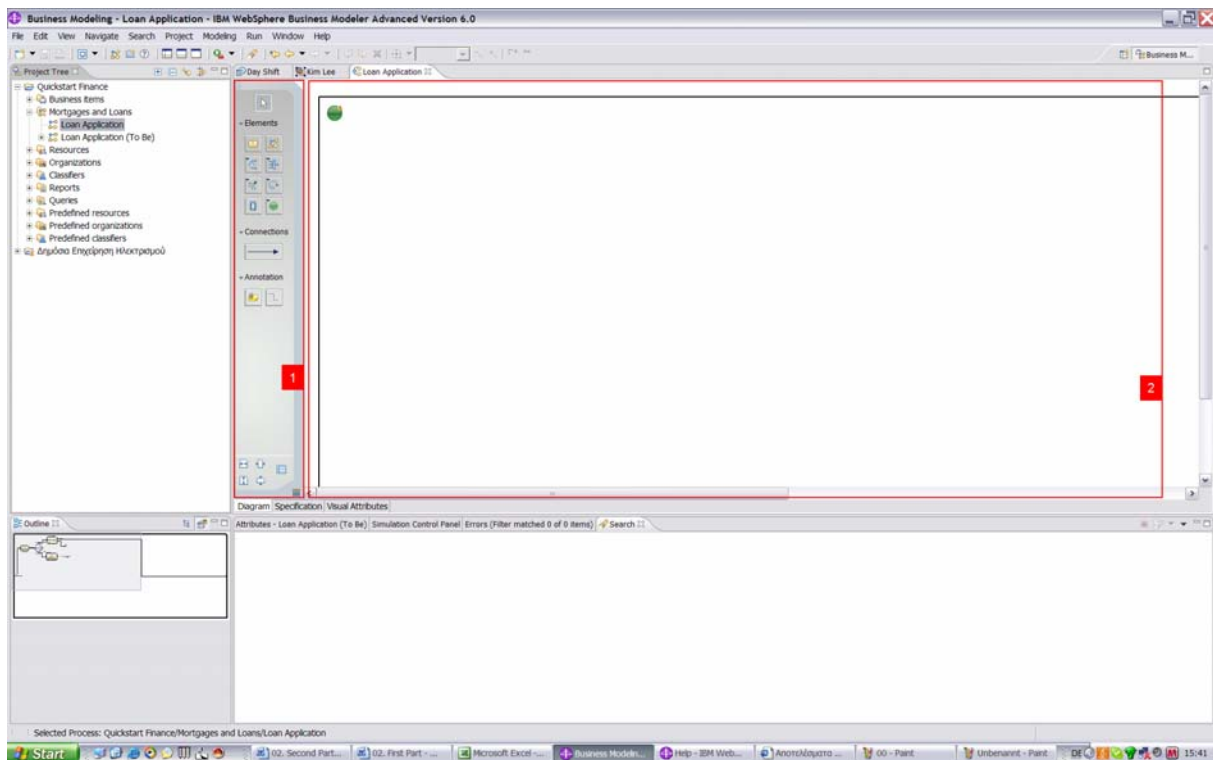 Business Modeling - Loan Application - IBM WebSphere Business Modeler Advanced Version 6.0
File Edit View Navigate Search Project Modeling Run Window Help
Business M...
Project Tree
Day Shift
Kim Lee
Loan Application
Quickstart Finance
Business items
Mortgages and Loans
Loan Application
Loan Application (To Be)
Resources
Organizations
Classifiers
Reports
Queries
Predefined resources
Predefined organizations
Predefined classifiers
Δημόσια Επιχείρηση Ηλεκτρισμού
Elements
Connections
Annotation
1
2
Diagram Specification Visual Attributes
Outline
Attributes - Loan Application (To Be) Simulation Control Panel Errors (Filter matched 0 of 0 items) Search
Selected Process: Quickstart Finance/Mortgages and Loans/Loan Application
Start
02. Second Part...
02. First Part - ...
Microsoft Excel -...
Business Modelin...
Help - IBM Web...
Αποτελέσματα ...
00 - Paint
Unbenannt - Paint
DE
15:41